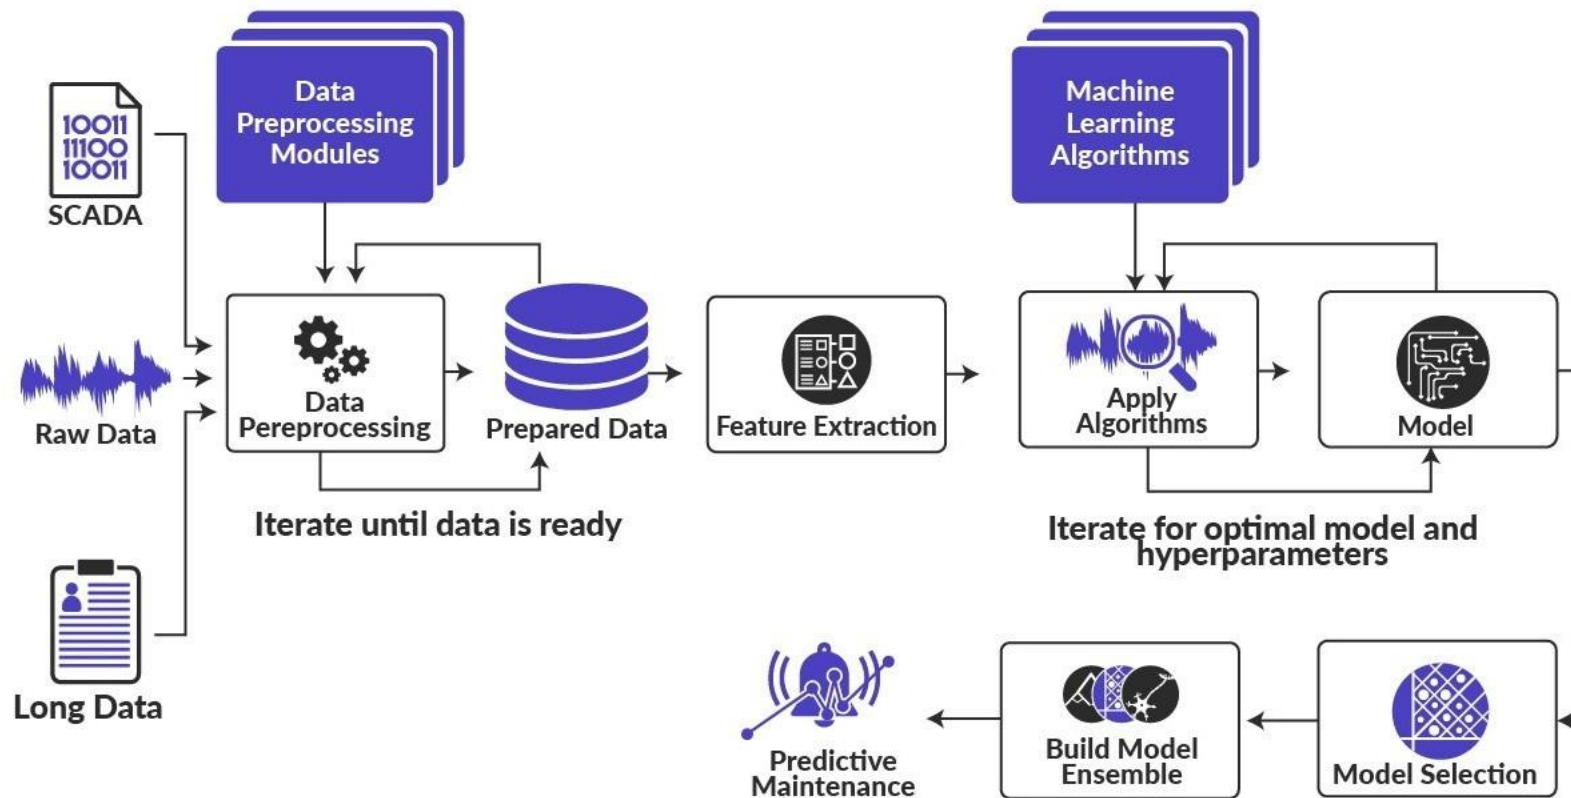 Data
Preprocessing
Modules
Machine
Learning
Algorithms
10011
11100
10011
SCADA
Raw Data
Data
Pereprocessing
Prepared Data
Feature Extraction
Apply
Algorithms
Model
Iterate until data is ready
Iterate for optimal model and
hyperparameters
Long Data
Predictive
Maintenance
Build Model
Ensemble
Model Selection